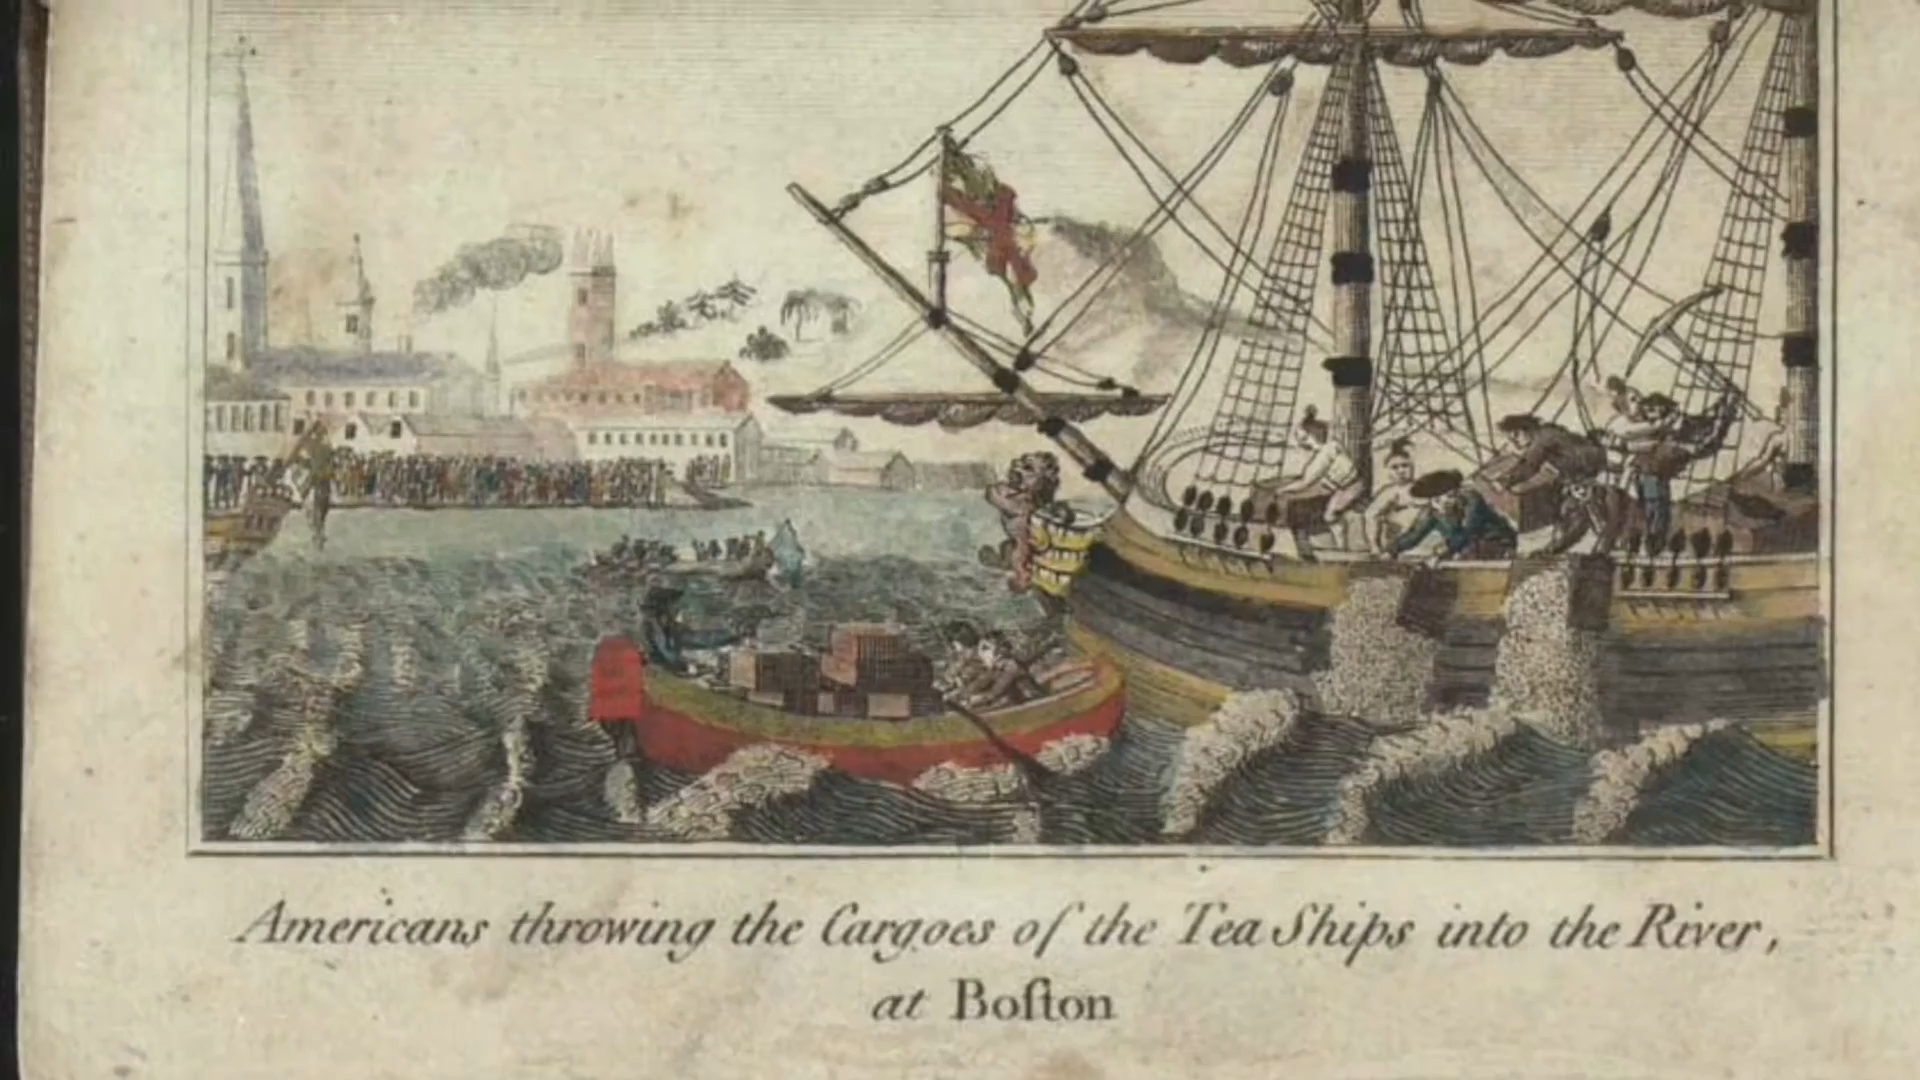 Americans throwing the Cargoes of the Tea Ships into the River,
at Boſton